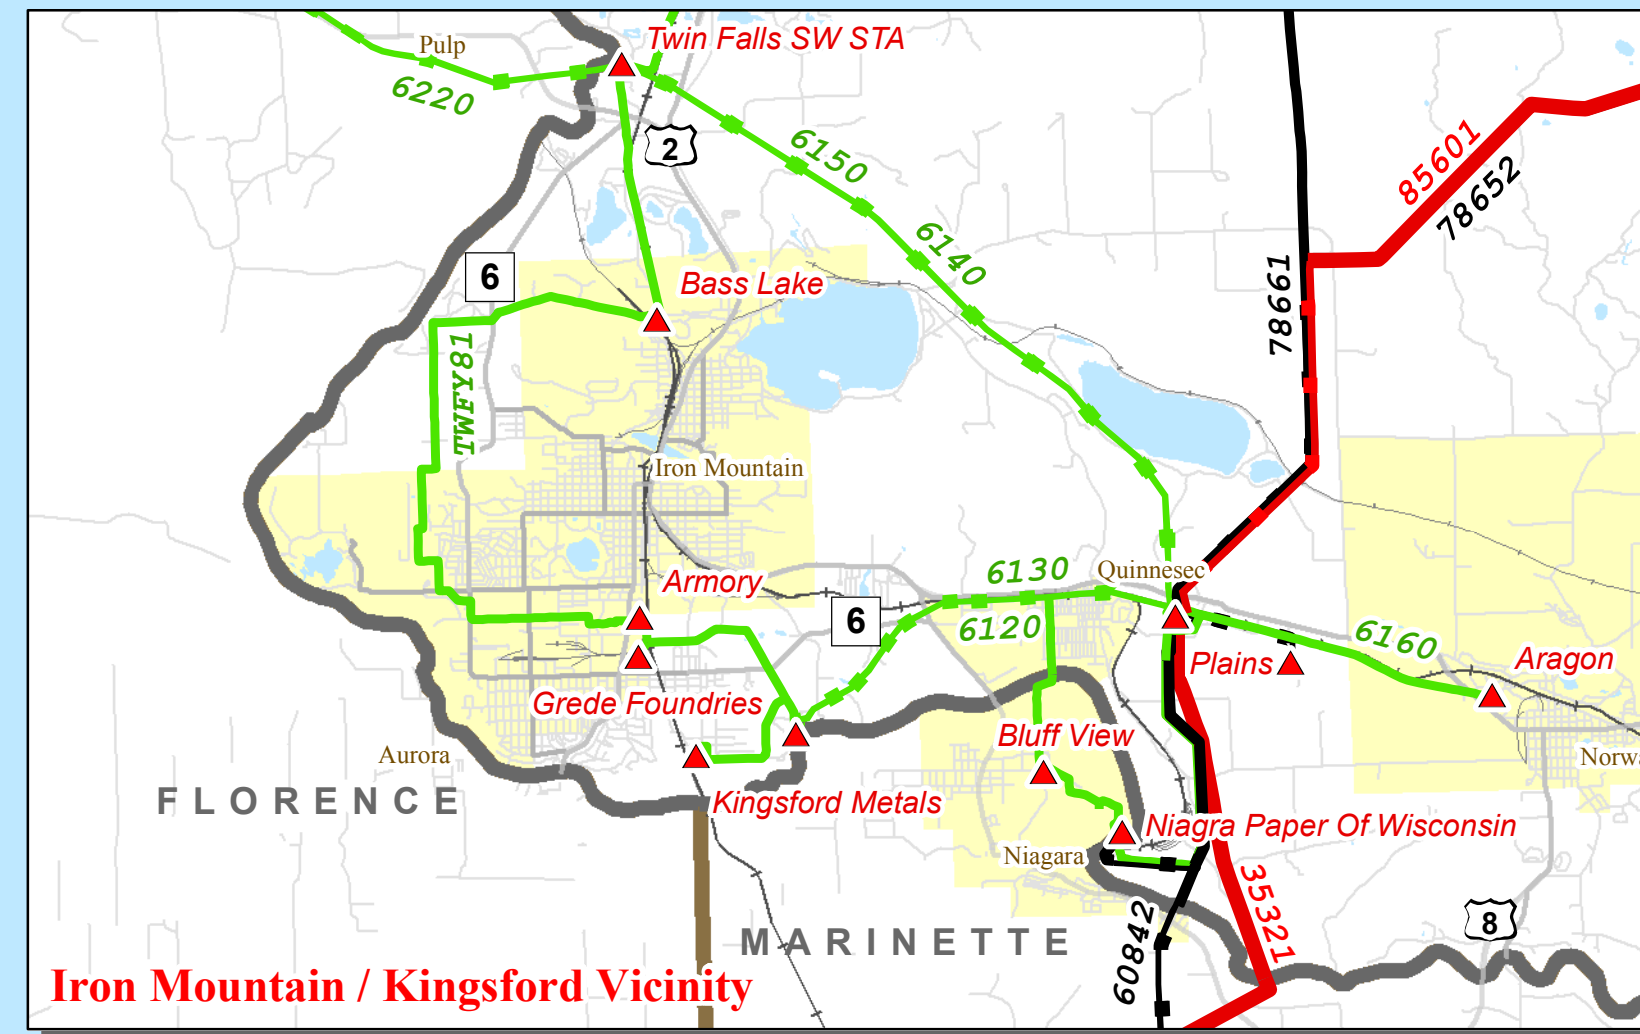 Twin Falls SW STA
Pulp
6220
2
6150
85601
78652
6140
6
Bass Lake
78661
TWEY81
Iron Mountain
6130
Quinnesec
Armory
6
6120
6160
Plains
Aragon
Grede Foundries
Bluff View
Aurora
Norwa
FLORENCE
Kingsford Metals
Niagra Paper Of Wisconsin
Niagara
35321
60842
8
MARINETTE
Iron Mountain / Kingsford Vicinity